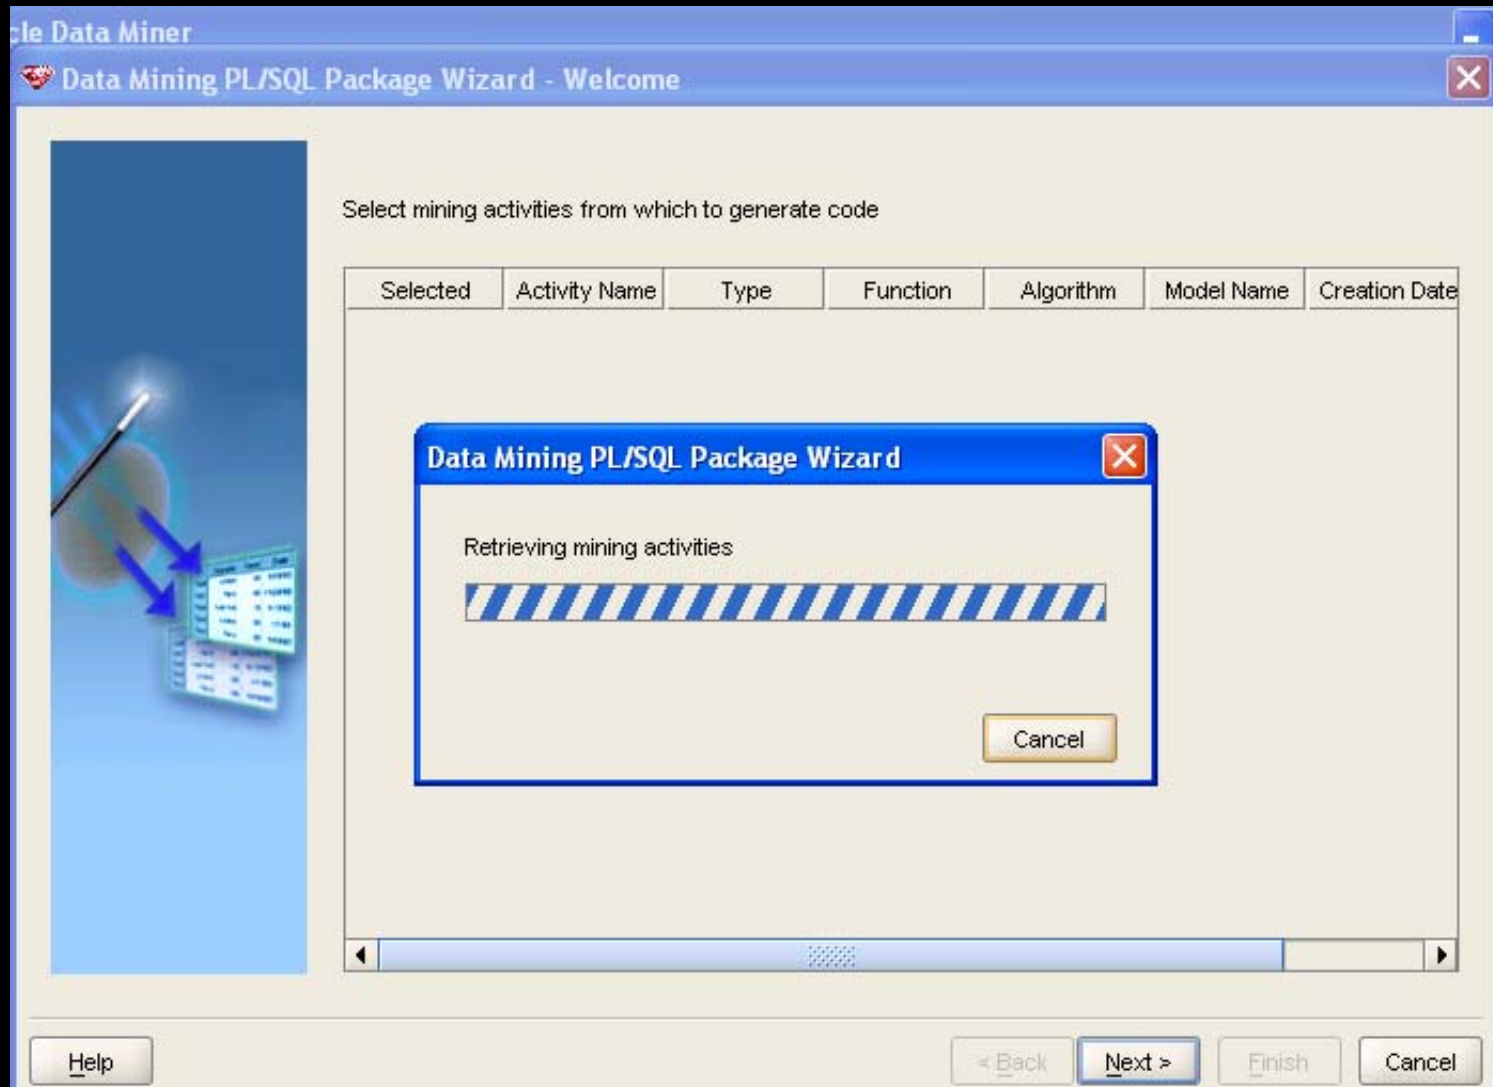 cle Data Miner
Data Mining PL/SQL Package Wizard - Welcome
Select mining activities from which to generate code
Selected Activity Name Type Function Algorithm Model Name Creation Date
Data Mining PL/SQL Package Wizard
Retrieving mining activities
Cancel
Help < Back Next > Finish Cancel